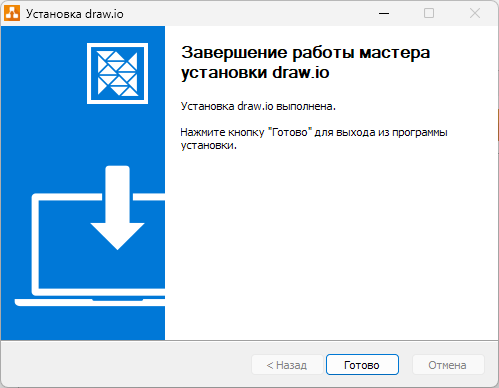 Установка draw.io
Завершение работы мастера
установки draw.io
Установка draw.io выполнена.
Нажмите кнопку "Готово" для выхода из программы
установки.
< Назад
Готово
Отмена